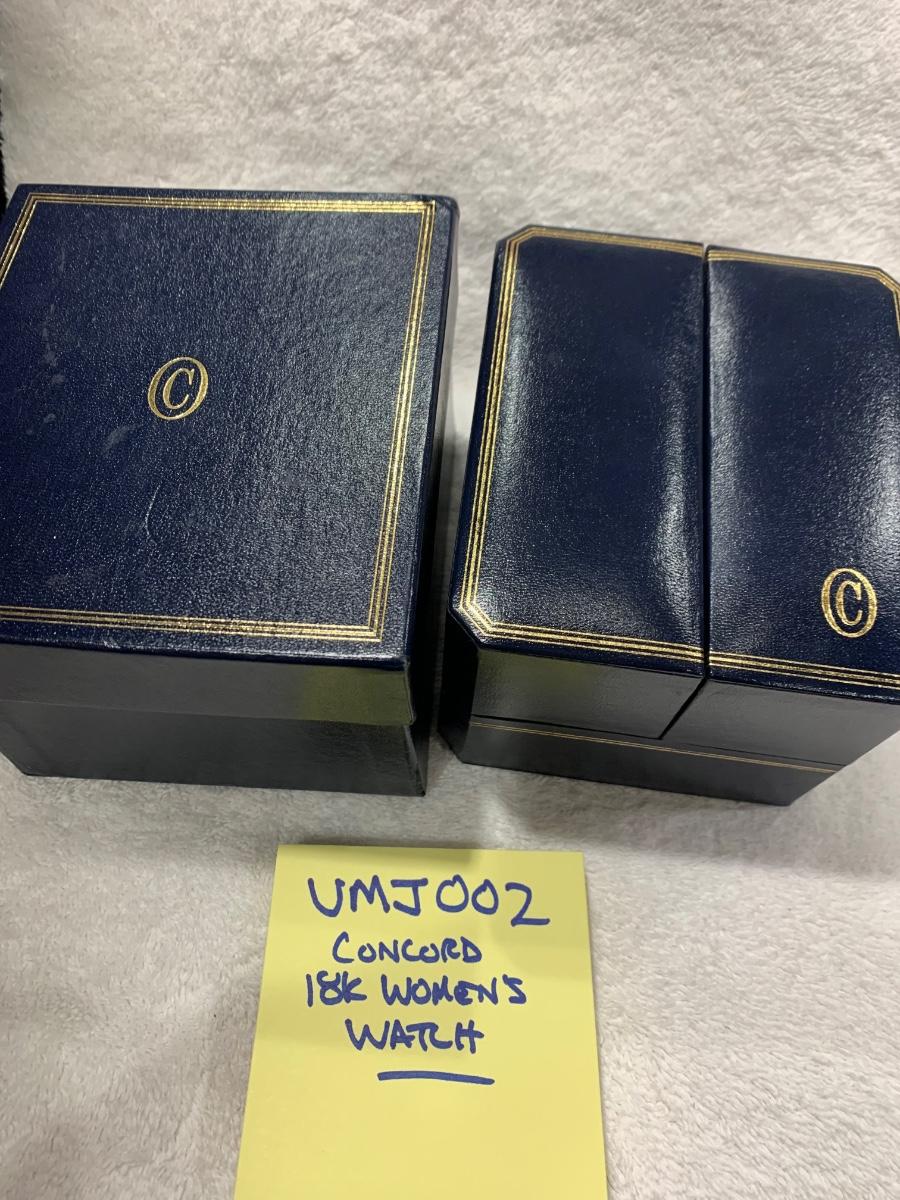 C
C
UMJ002
CONCORD
18K WOMEN'S
WATCH